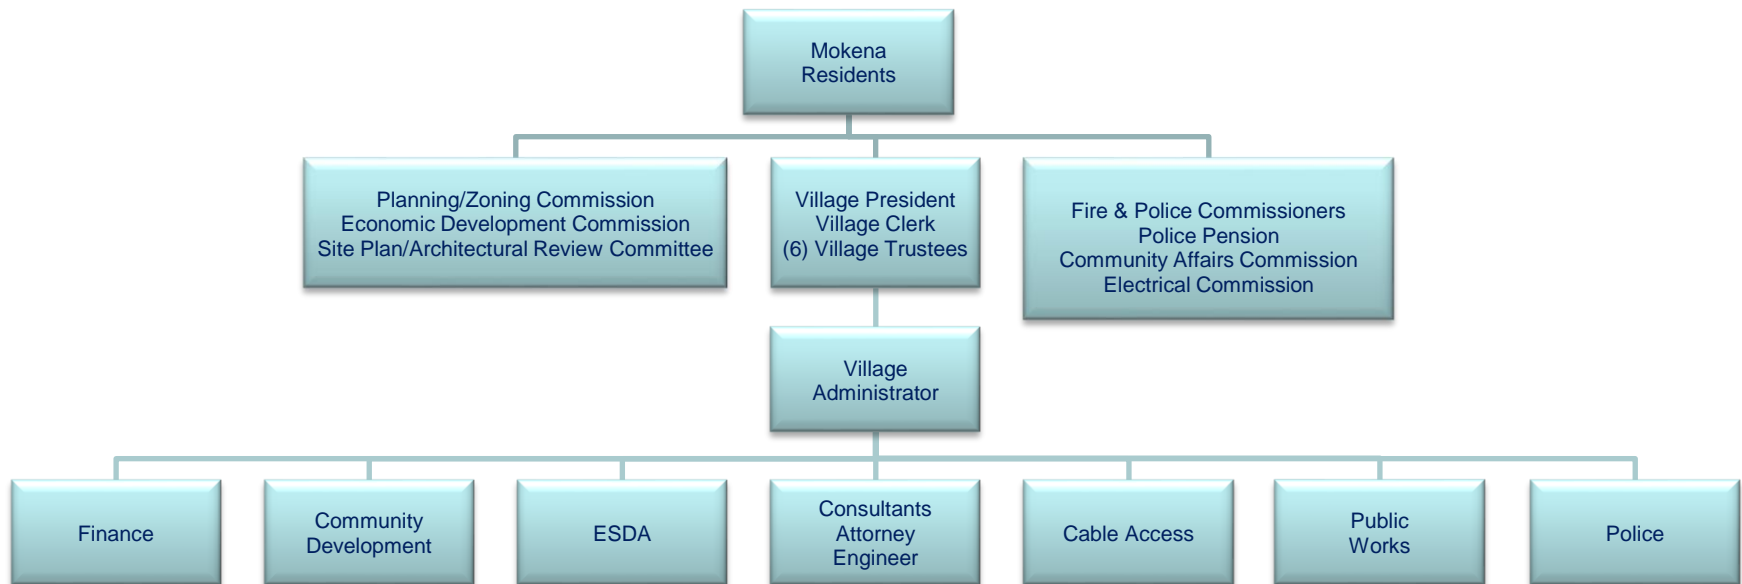 Mokena
Residents
Planning/Zoning Commission
Economic Development Commission
Site Plan/Architectural Review Committee
Village President
Village Clerk
(6) Village Trustees
Fire & Police Commissioners
Police Pension
Community Affairs Commission
Electrical Commission
Village
Administrator
Finance
Community
Development
ESDA
Consultants
Attorney
Engineer
Cable Access
Public
Works
Police